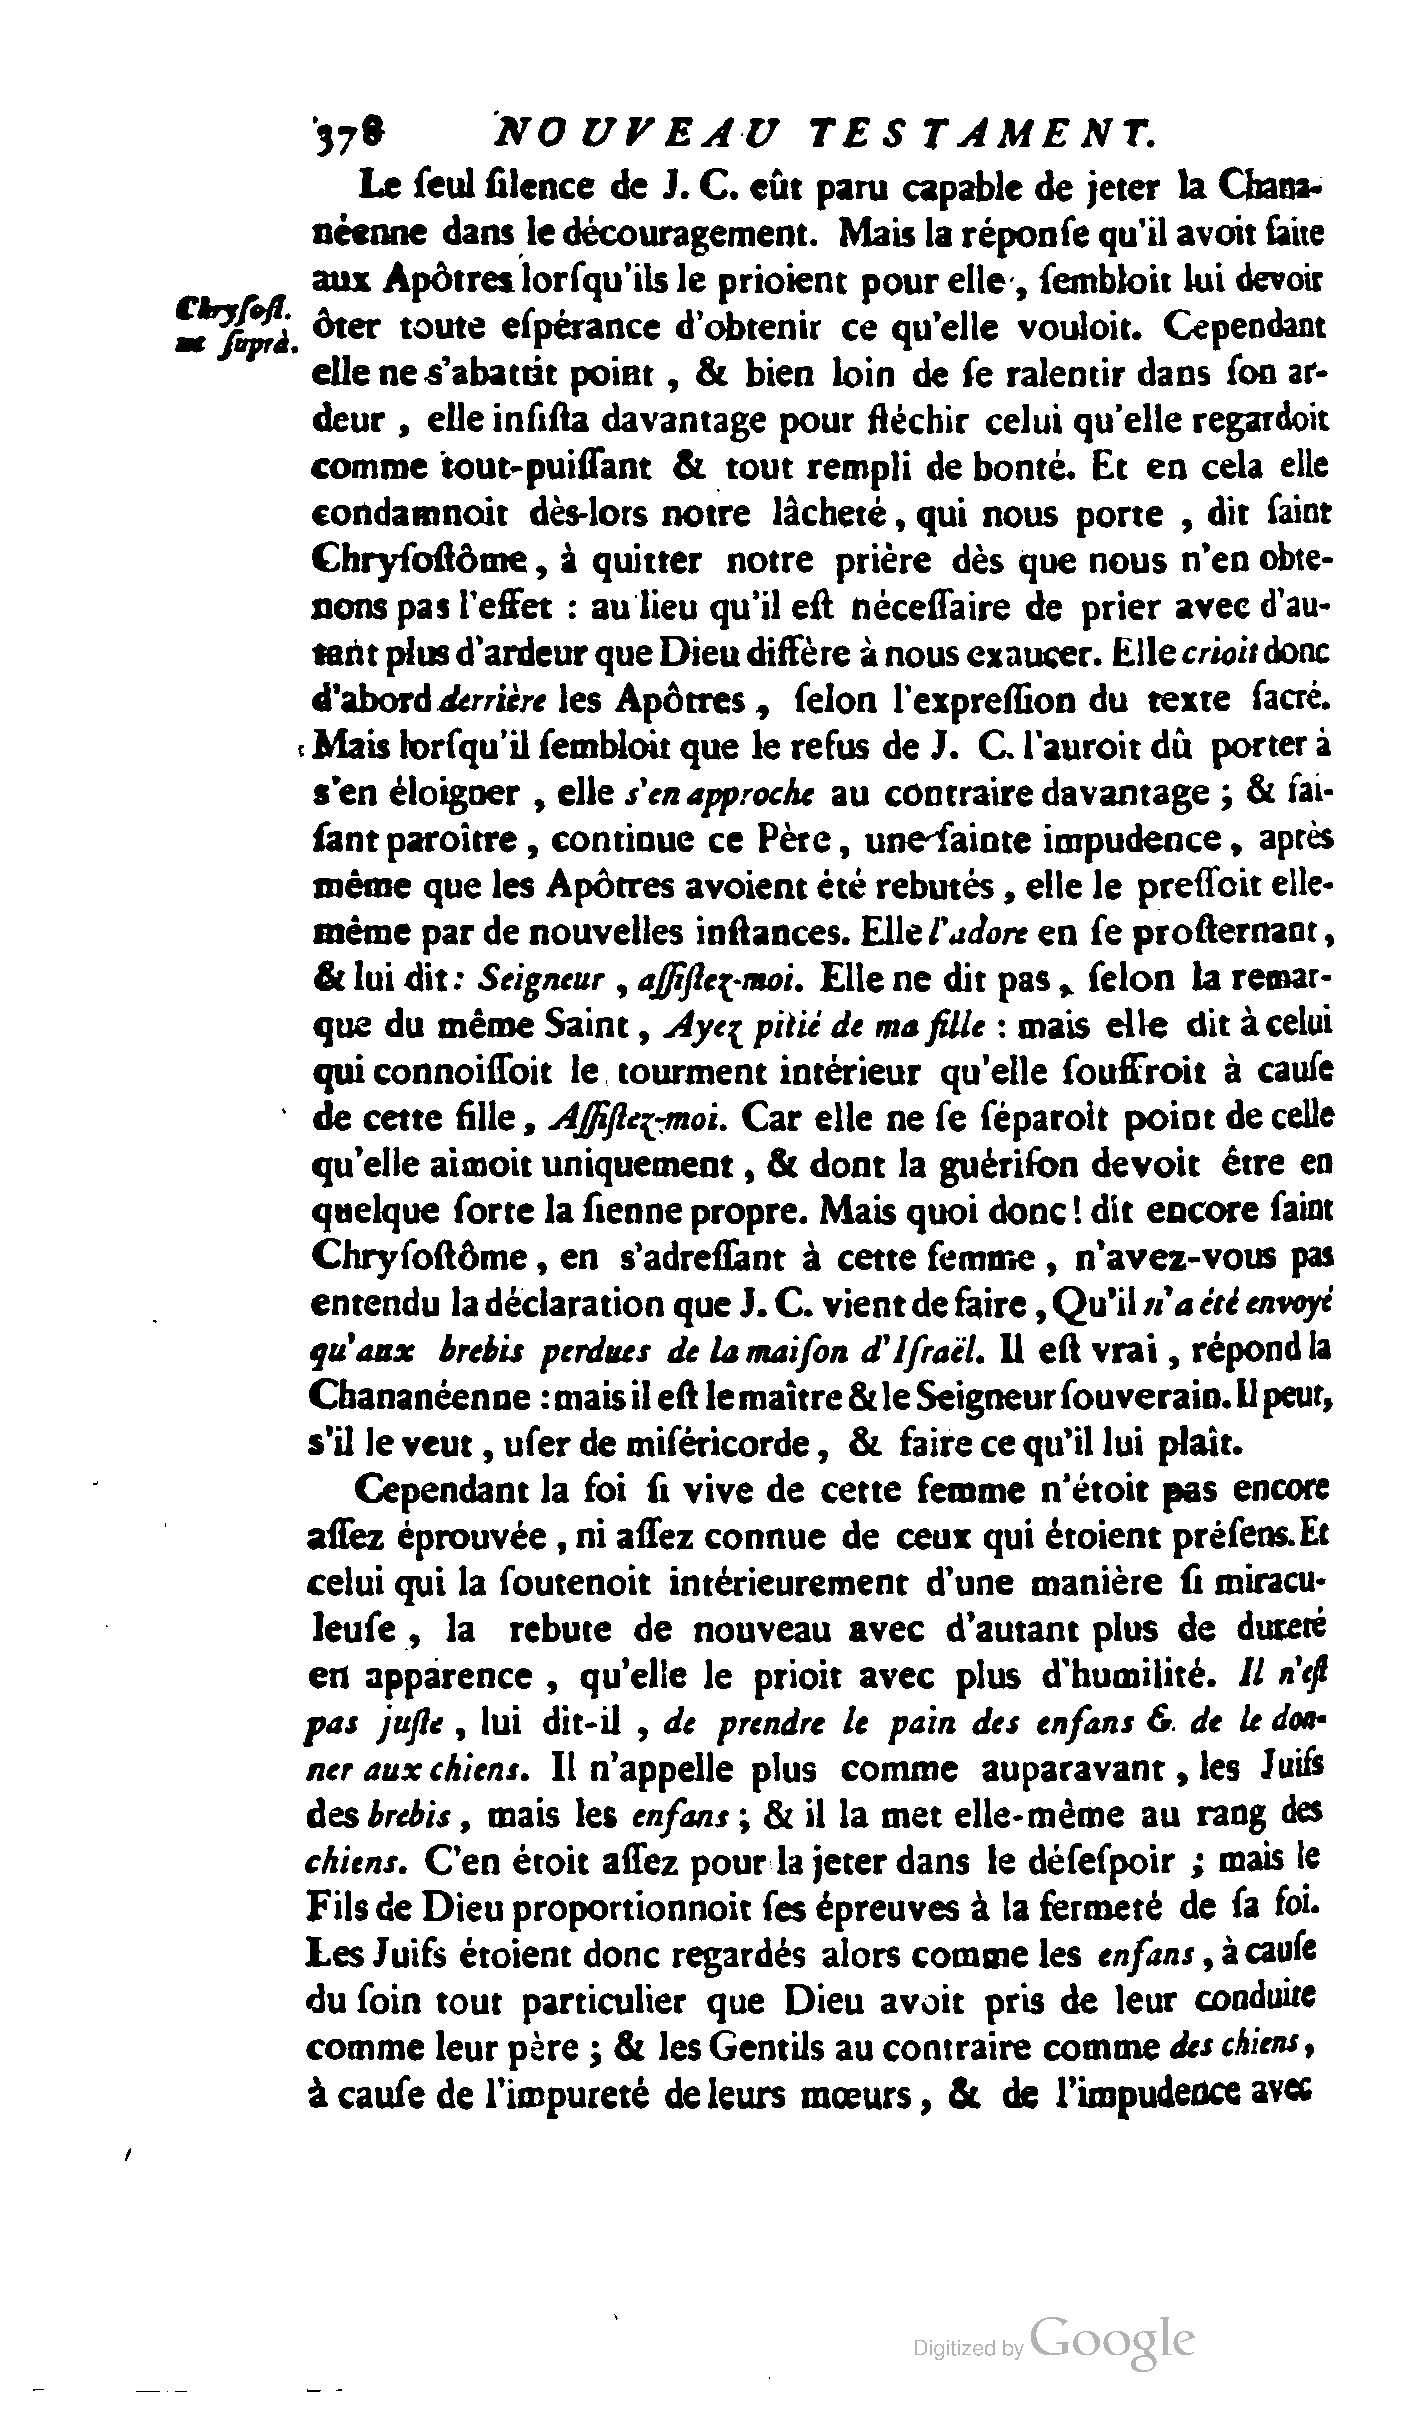 378 NOUVEAU TESTAMENT.
Le ſeul ſilence de J. C. eût paru capable de jeter la Chana-
néenne dans le découragement. Mais la réponſe qu'il avoit faite
aux Apôtres lorſqu'ils le prioient pour elle, ſembloit lui devoir
Chryſoſt.
ut ſuprà.
ôter toute eſpérance d'obtenir ce qu'elle vouloit. Cependant
elle ne s'abattit point, & bien loin de ſe ralentir dans ſon ar-
deur, elle inſiſta davantage pour fléchir celui qu'elle regardoit
comme tout-puiſſant & tout rempli de bonté. Et en cela elle
condamnoit dès-lors notre lâcheté, qui nous porte, dit ſaint
Chryſoſtôme, à quitter notre prière dès que nous n'en obte-
nons pas l'effet : au lieu qu'il eſt néceſſaire de prier avec d'au-
tant plus d'ardeur que Dieu diffère à nous exaucer. Elle crioit donc
d'abord derrière les Apôtres, ſelon l'expreſſion du texte ſacré.
Mais lorſqu'il ſembloit que le refus de J. C. l'auroit dû porter à
s'en éloigner, elle s'en approche au contraire davantage ; & fai-
ſant paroître, continue ce Père, une ſainte impudence, après
même que les Apôtres avoient été rebutés, elle le preſſoit elle-
même par de nouvelles inſtances. Elle l'adore en ſe proſternant,
& lui dit : Seigneur, aſſiſtez-moi. Elle ne dit pas, ſelon la remar-
que du même Saint, Ayez pitié de ma fille : mais elle dit à celui
qui connoiſſoit le tourment intérieur qu'elle ſouffroit à cauſe
de cette fille, Aſſiſtez-moi. Car elle ne ſe ſéparoit point de celle
qu'elle aimoit uniquement, & dont la guériſon devoit être en
quelque ſorte la ſienne propre. Mais quoi donc ! dit encore ſaint
Chryſoſtôme, en s'adreſſant à cette femme, n'avez-vous pas
entendu la déclaration que J. C. vient de faire, Qu'il n'a été envoyé
qu'aux brebis perdues de la maiſon d'Iſraël. Il eſt vrai, répond la
Chananéenne : mais il eſt le maître & le Seigneur ſouverain. Il peut,
s'il le veut, uſer de miſéricorde, & faire ce qu'il lui plaît.
Cependant la foi ſi vive de cette femme n'étoit pas encore
aſſez éprouvée, ni aſſez connue de ceux qui étoient préſens. Et
celui qui la ſoutenoit intérieurement d'une manière ſi miracu-
leuſe, la rebute de nouveau avec d'autant plus de dureté
en apparence, qu'elle le prioit avec plus d'humilité. Il n'eſt
pas juſte, lui dit-il, de prendre le pain des enfans & de le don-
ner aux chiens. Il n'appelle plus comme auparavant, les Juifs
des brebis, mais les enfans ; & il la met elle-même au rang des
chiens. C'en étoit aſſez pour la jeter dans le déſeſpoir ; mais le
Fils de Dieu proportionnoit ſes épreuves à la fermeté de ſa foi.
Les Juifs étoient donc regardés alors comme les enfans, à cauſe
du ſoin tout particulier que Dieu avoit pris de leur conduite
comme leur père ; & les Gentils au contraire comme des chiens,
à cauſe de l'impureté de leurs mœurs, & de l'impudence avec
Digitized by Google